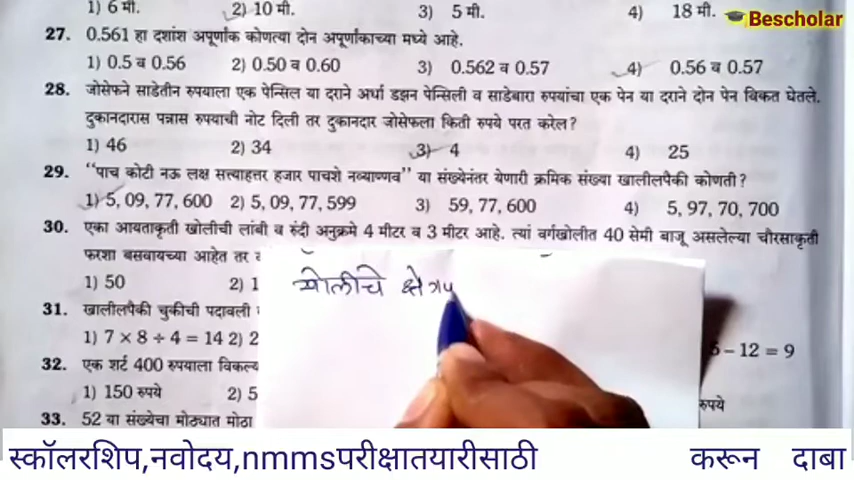 1) 6 मी. 2) 10 मी. 3) 5 मी. 4) 18 मी.
Bescholar
27. 0.561 हा दशांश अपूर्णांक कोणत्या दोन अपूर्णांकाच्या मध्ये आहे.
1) 0.5 व 0.56 2) 0.50 व 0.60 3) 0.562 व 0.57 4) 0.56 व 0.57
28. जोसेफने साडेतीन रुपयाला एक पेन्सिल या दराने अर्धा डझन पेन्सिली व साडेबारा रुपयांचा एक पेन या दराने दोन पेन विकत घेतले.
दुकानदारास पन्नास रुपयाची नोट दिली तर दुकानदार जोसेफला किती रुपये परत करेल?
1) 46 2) 34 3) 4 4) 25
29. "पाच कोटी नऊ लक्ष सत्त्याहत्तर हजार पाचशे नव्याण्णव" या संख्येनंतर येणारी क्रमिक संख्या खालीलपैकी कोणती?
1) 5, 09, 77, 600 2) 5, 09, 77, 599 3) 59, 77, 600 4) 5, 97, 70, 700
30. एका आयताकृती खोलीची लांबी व रुंदी अनुक्रमे 4 मीटर व 3 मीटर आहे. त्यां वर्गखोलीत 40 सेमी बाजू असलेल्या चौरसाकृती
फरशा बसवायच्या आहेत तर
1) 50 2) 1
खोलीचे क्षेत्रप
31. खालीलपैकी चुकीची पदावली
1) 7 × 8 ÷ 4 = 14 2) 2 - 12 = 9
32. एक शर्ट 400 रुपयाला विकल्य
1) 150 रुपये 2) 5 रुपये
33. 52 या संख्येचा मोठ्यात मोठा
स्कॉलरशिप,नवोदय,nmmsपरीक्षातयारीसाठी करून दाबा